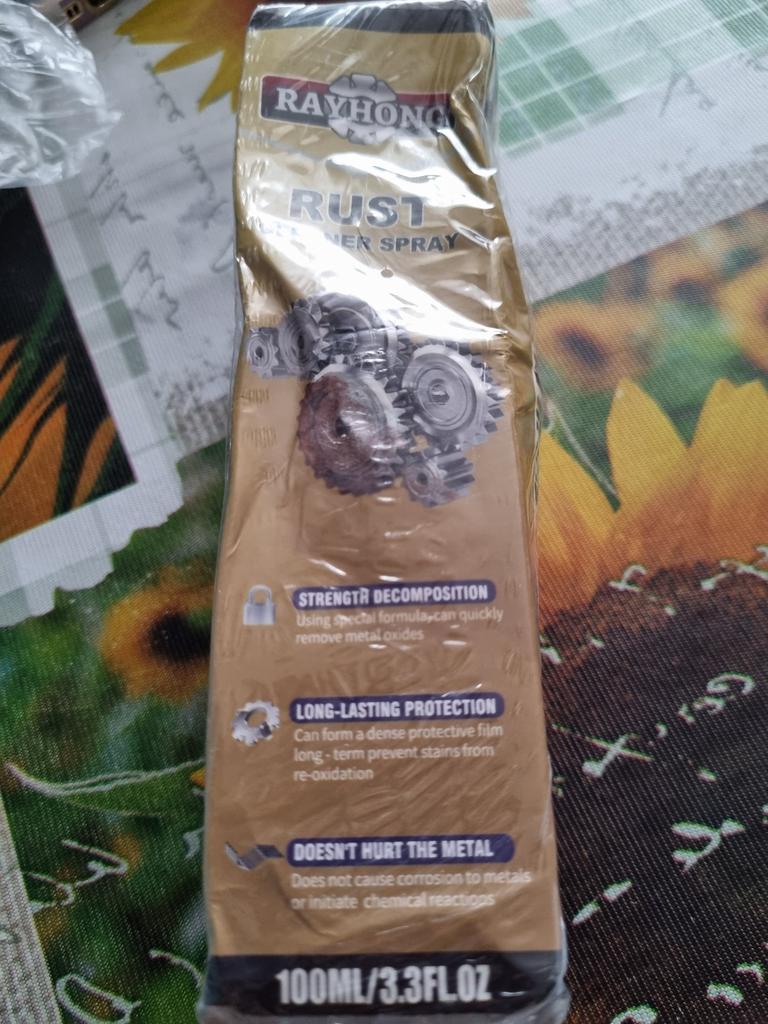 RAYHONG
RUST
SPRAY
STRENGTH DECOMPOSITION
Using special formula, can quickly
remove metal oxides
LONG-LASTING PROTECTION
Can form a dense protective film
long - term prevent stains from
re-oxidation
DOESN'T HURT THE METAL
Does not cause corrosion to metals
or initiate chemical reactions
100ML/3.3FL.OZ